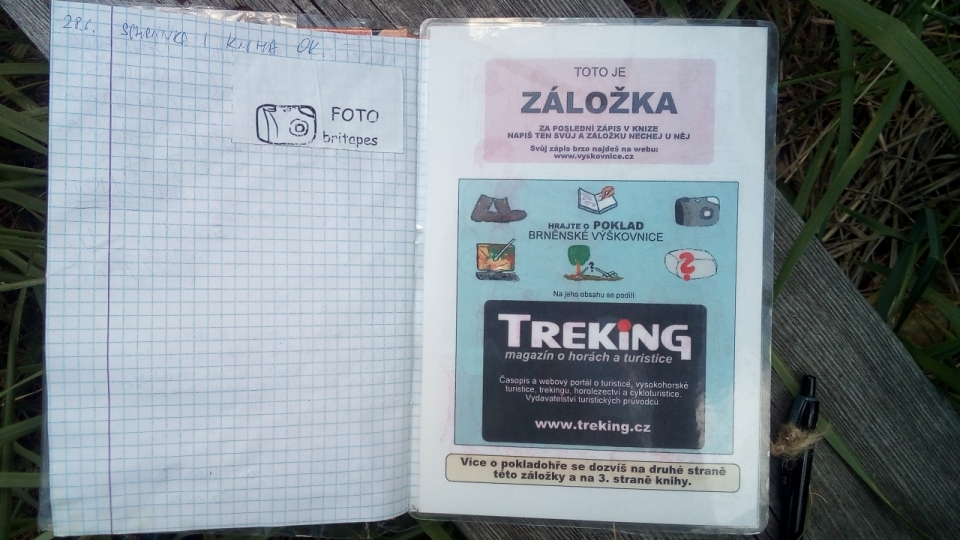 28.6. SCHRÁNKA I KNIHA OK.
FOTO
britapes
TOTO JE
ZÁLOŽKA
ZA POSLEDNÍ ZÁPIS V KNIZE
NAPIŠ TEN SVŮJ A ZÁLOŽKU NECHEJ U NĚJ
Svůj zápis brzo najdeš na webu:
www.vyskovnice.cz
HRAJTE O POKLAD
BRNĚNSKÉ VÝŠKOVNICE
?
?
Na jeho obsahu se podílí:
TREKiNG
magazín o horách a turistice
Časopis a webový portál o turistice, vysokohorské
turistice, trekingu, horolezectví a cykloturistice.
Vydavatelství turistických průvodců.
www.treking.cz
Více o pokladohře se dozvíš na druhé straně
této záložky a na 3. straně knihy.